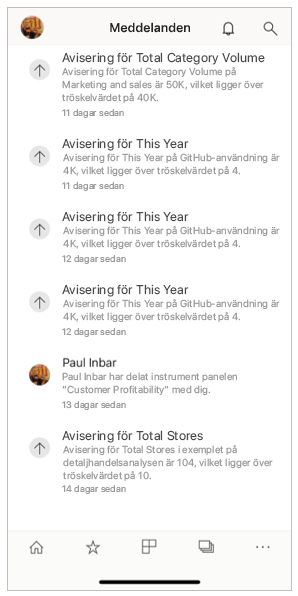 Meddelanden
Avisering för Total Category Volume
Avisering för Total Category Volume på
Marketing and sales är 50K, vilket ligger över
tröskelvärdet på 40K.
11 dagar sedan
Avisering för This Year
Avisering för This Year på GitHub-användning är
4K, vilket ligger över tröskelvärdet på 4.
11 dagar sedan
Avisering för This Year
Avisering för This Year på GitHub-användning är
4K, vilket ligger över tröskelvärdet på 4.
12 dagar sedan
Avisering för This Year
Avisering för This Year på GitHub-användning är
4K, vilket ligger över tröskelvärdet på 4.
12 dagar sedan
Paul Inbar
Paul Inbar har delat instrument panelen
“Customer Profitability” med dig.
13 dagar sedan
Avisering för Total Stores
Avisering för Total Stores i exemplet på
detaljhandelsanalysen är 104, vilket ligger över
tröskelvärdet på 10.
14 dagar sedan